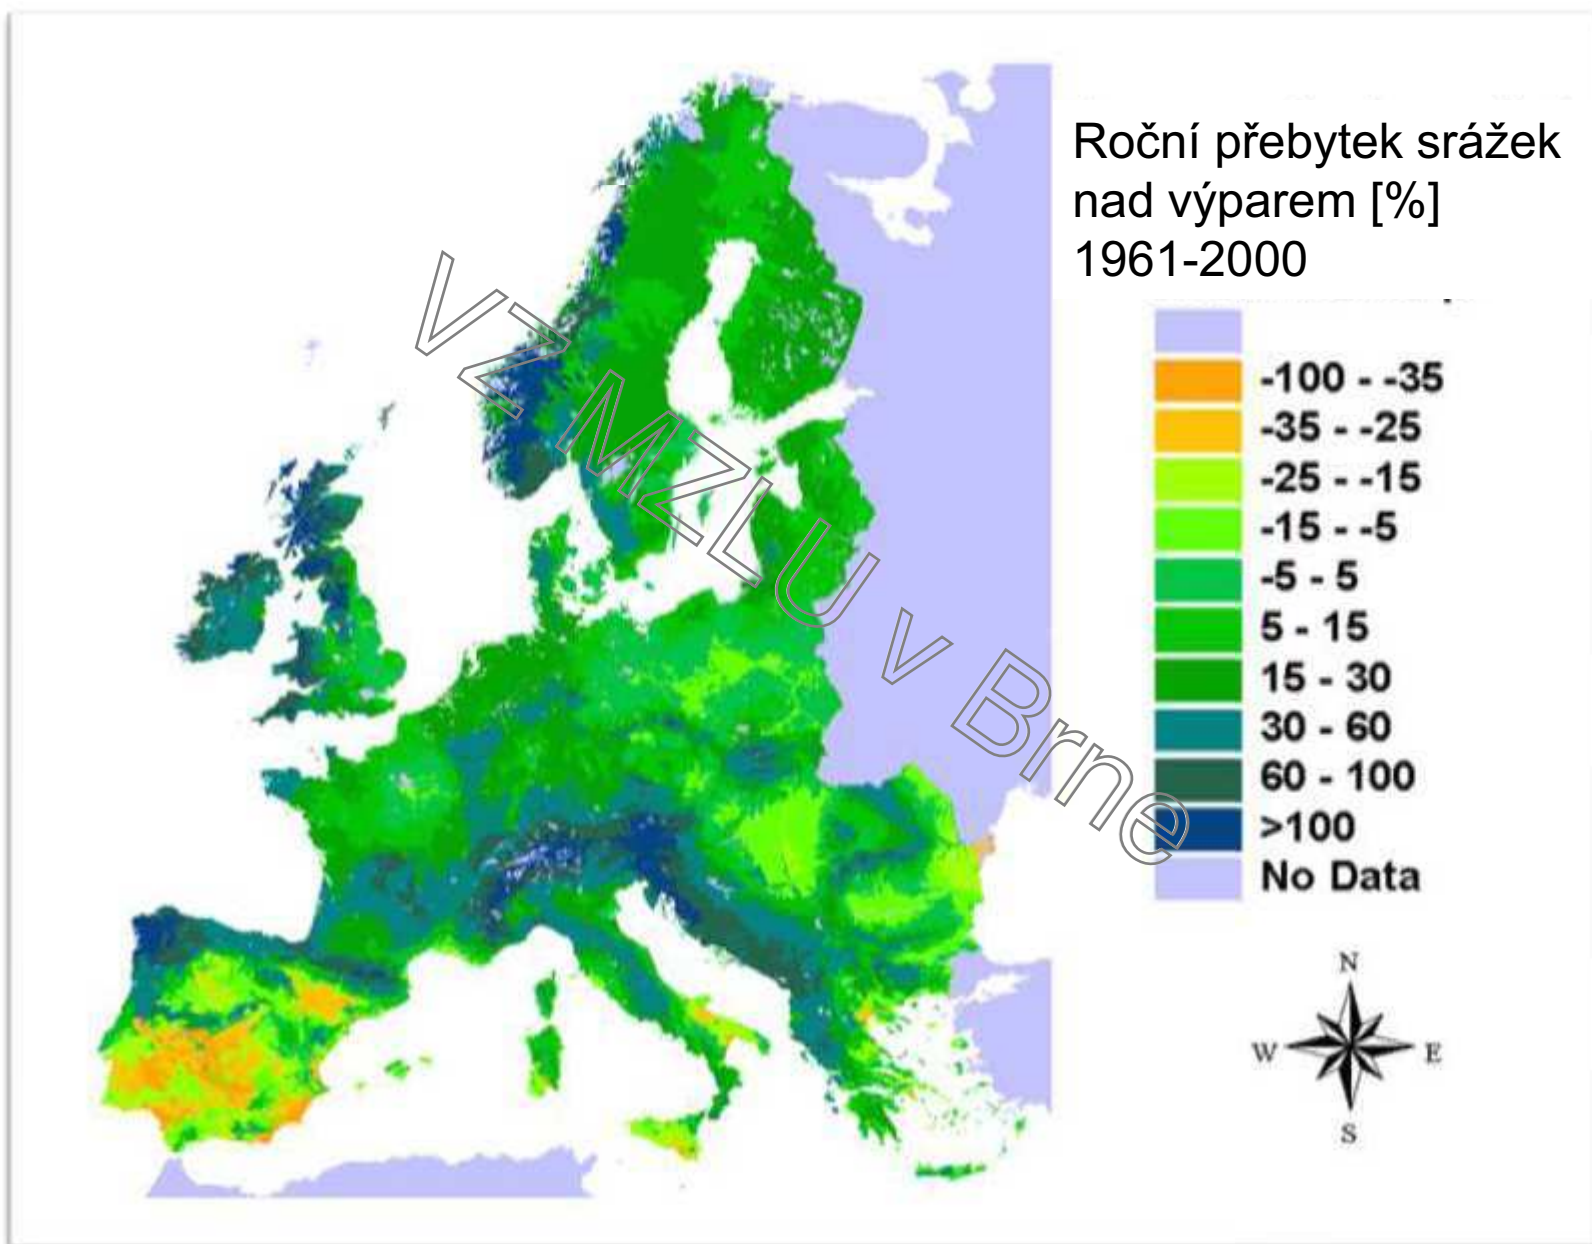 Roční přebytek srážek
nad výparem [%]
1961-2000
-100 - -35
-35 - -25
-25 - -15
-15 - -5
-5 - 5
5 - 15
15 - 30
30 - 60
60 - 100
>100
No Data
VZ MZLU v Brne
N
W E
S